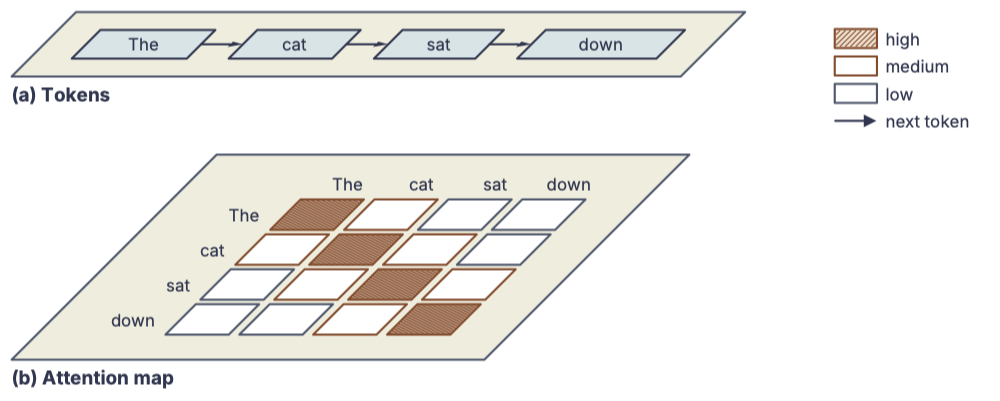 The cat sat down
(a) Tokens
high
medium
low
next token
The cat sat down
The
cat
sat
down
(b) Attention map